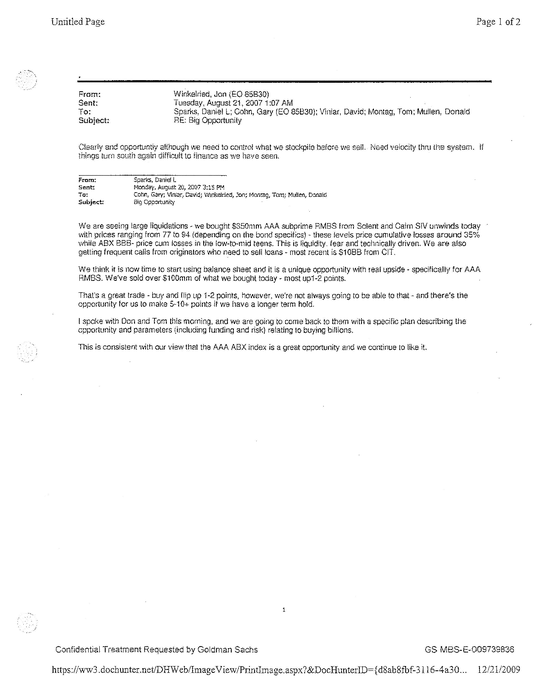 Untitled Page Page 1 of 2
From: Winkelried, Jon (EO 85B30)
Sent: Tuesday, August 21, 2007 1:07 AM
To: Sparks, Daniel L; Cohn, Gary (EO 85B30); Viniar, David; Montag, Tom; Mullen, Donald
Subject: RE: Big Opportunity
Clearly and opportuntiy although we need to control what we stockpile before we sell. Need velocity thru the system. If
things turn south again difficult to finance as we have seen.
From: Sparks, Daniel L
Sent: Monday, August 20, 2007 3:15 PM
To: Cohn, Gary; Viniar, David; Winkelried, Jon; Montag, Tom; Mullen, Donald
Subject: Big Opportunity
We are seeing large liquidations - we bought $350mm AAA subprime RMBS from Solent and Cairn SIV unwinds today
with prices ranging from 77 to 94 (depending on the bond specifics) - these levels price cumulative losses around 35%
while ABX BBB- price cum losses in the low-to-mid teens. This is liquidity, fear and technically driven. We are also
getting frequent calls from originators who need to sell loans - most recent is $10BB from CIT.
We think it is now time to start using balance sheet and it is a unique opportunity with real upside - specifically for AAA
RMBS. We've sold over $100mm of what we bought today - most up1-2 points.
That's a great trade - buy and flip up 1-2 points, however, we're not always going to be able to that - and there's the
opportunity for us to make 5-10+ points if we have a longer term hold.
I spoke with Don and Tom this morning, and we are going to come back to them with a specific plan describing the
opportunity and parameters (including funding and risk) relating to buying billions.
This is consistent with our view that the AAA ABX index is a great opportunity and we continue to like it.
1
Confidential Treatment Requested by Goldman Sachs GS MBS-E-009739836
https://ww3.dochunter.net/DHWeb/ImageView/PrintImage.aspx?&DocHunterID={d8ab8fbf-3116-4a30... 12/21/2009